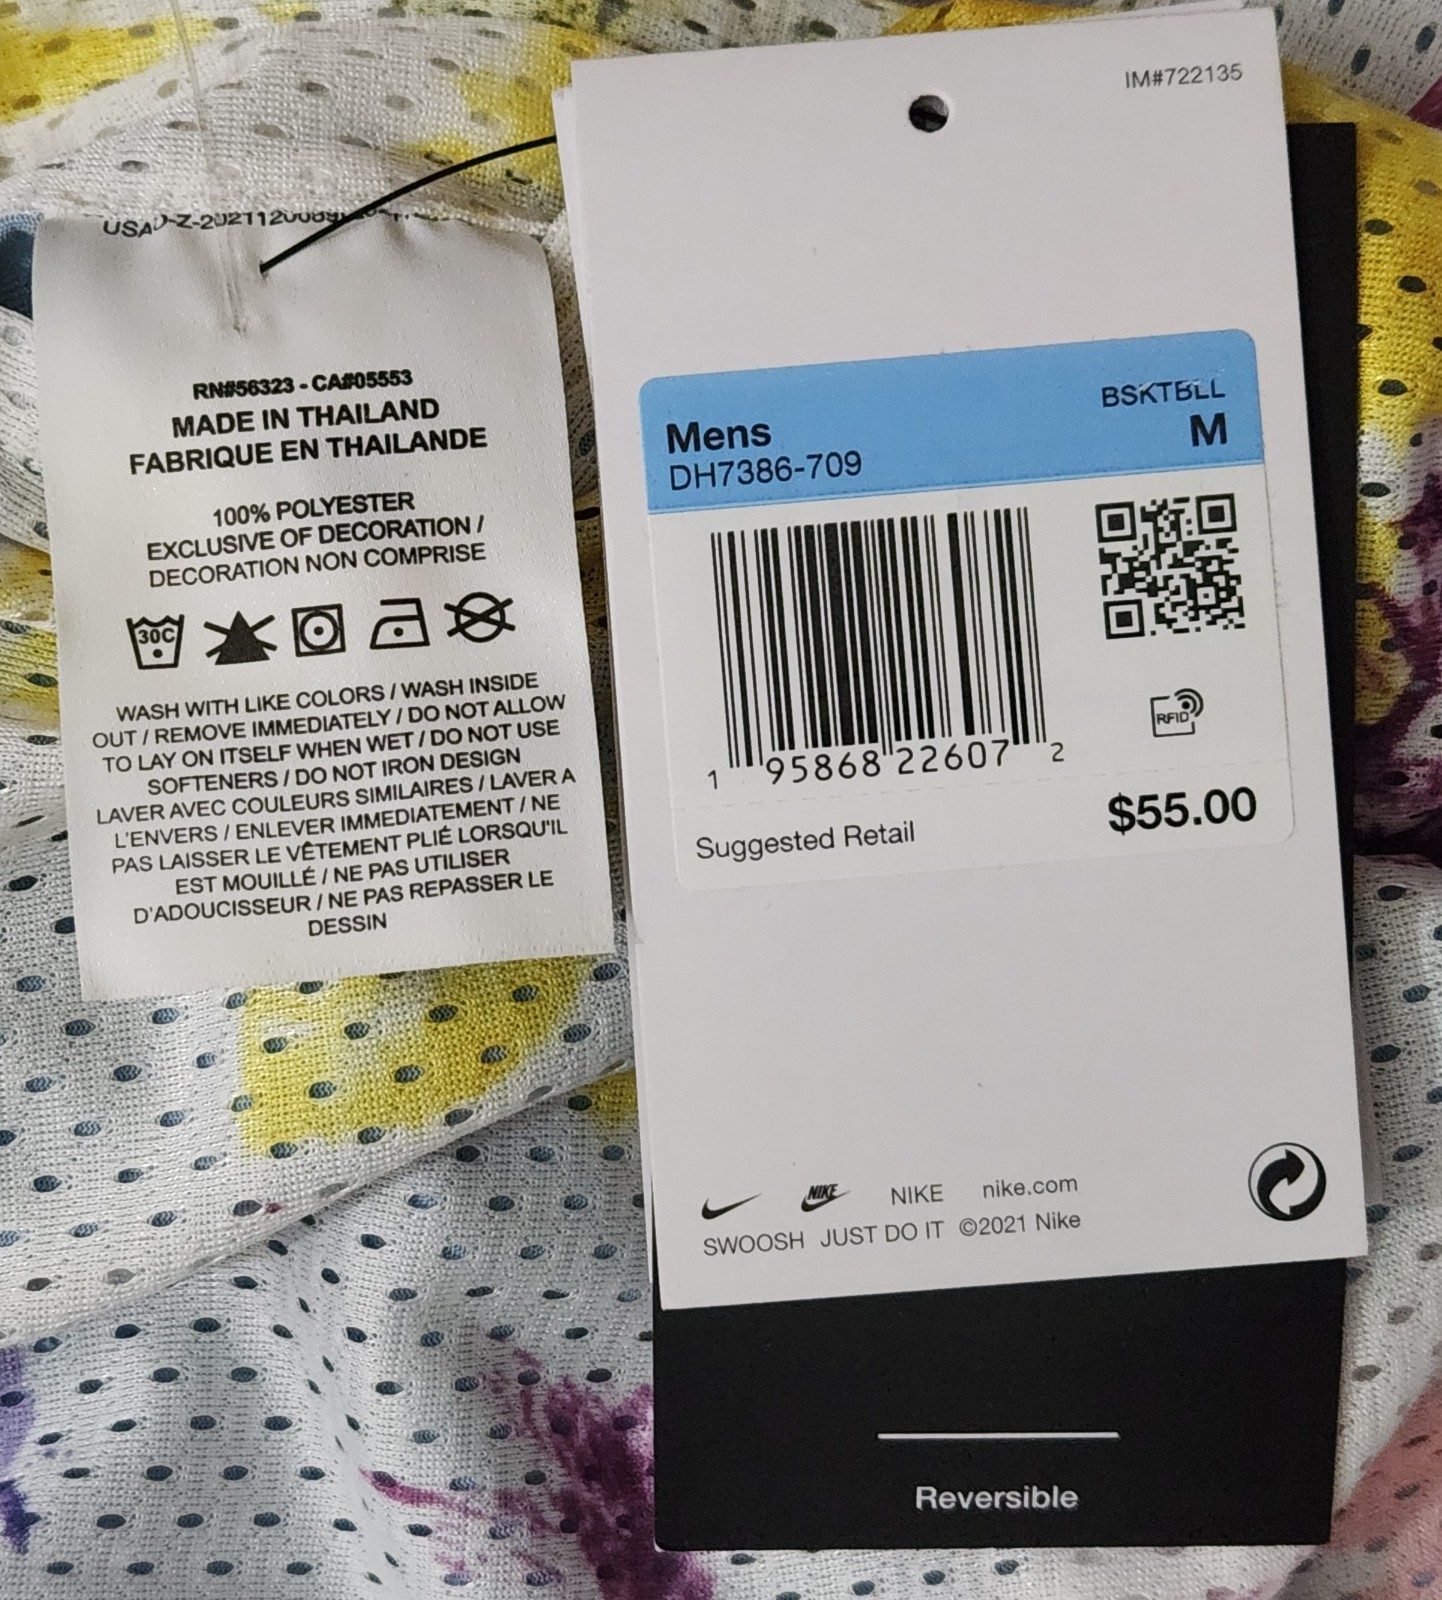 USA
RN#56323 - CA#05553
MADE IN THAILAND
FABRIQUE EN THAILANDE
100% POLYESTER
EXCLUSIVE OF DECORATION /
DECORATION NON COMPRISE
30C
WASH WITH LIKE COLORS / WASH INSIDE
OUT / REMOVE IMMEDIATELY / DO NOT ALLOW
TO LAY ON ITSELF WHEN WET / DO NOT USE
SOFTENERS / DO NOT IRON DESIGN
LAVER AVEC COULEURS SIMILAIRES / LAVER A
L'ENVERS / ENLEVER IMMEDIATEMENT / NE
PAS LAISSER LE VÊTEMENT PLIÉ LORSQU'IL
EST MOUILLÉ / NE PAS UTILISER
D'ADOUCISSEUR / NE PAS REPASSER LE
DESSIN
IM#722135
BSKTBLL
Mens M
DH7386-709
RFID
1 95868 22607 2
Suggested Retail $55.00
NIKE NIKE nike.com
SWOOSH JUST DO IT ©2021 Nike
Reversible